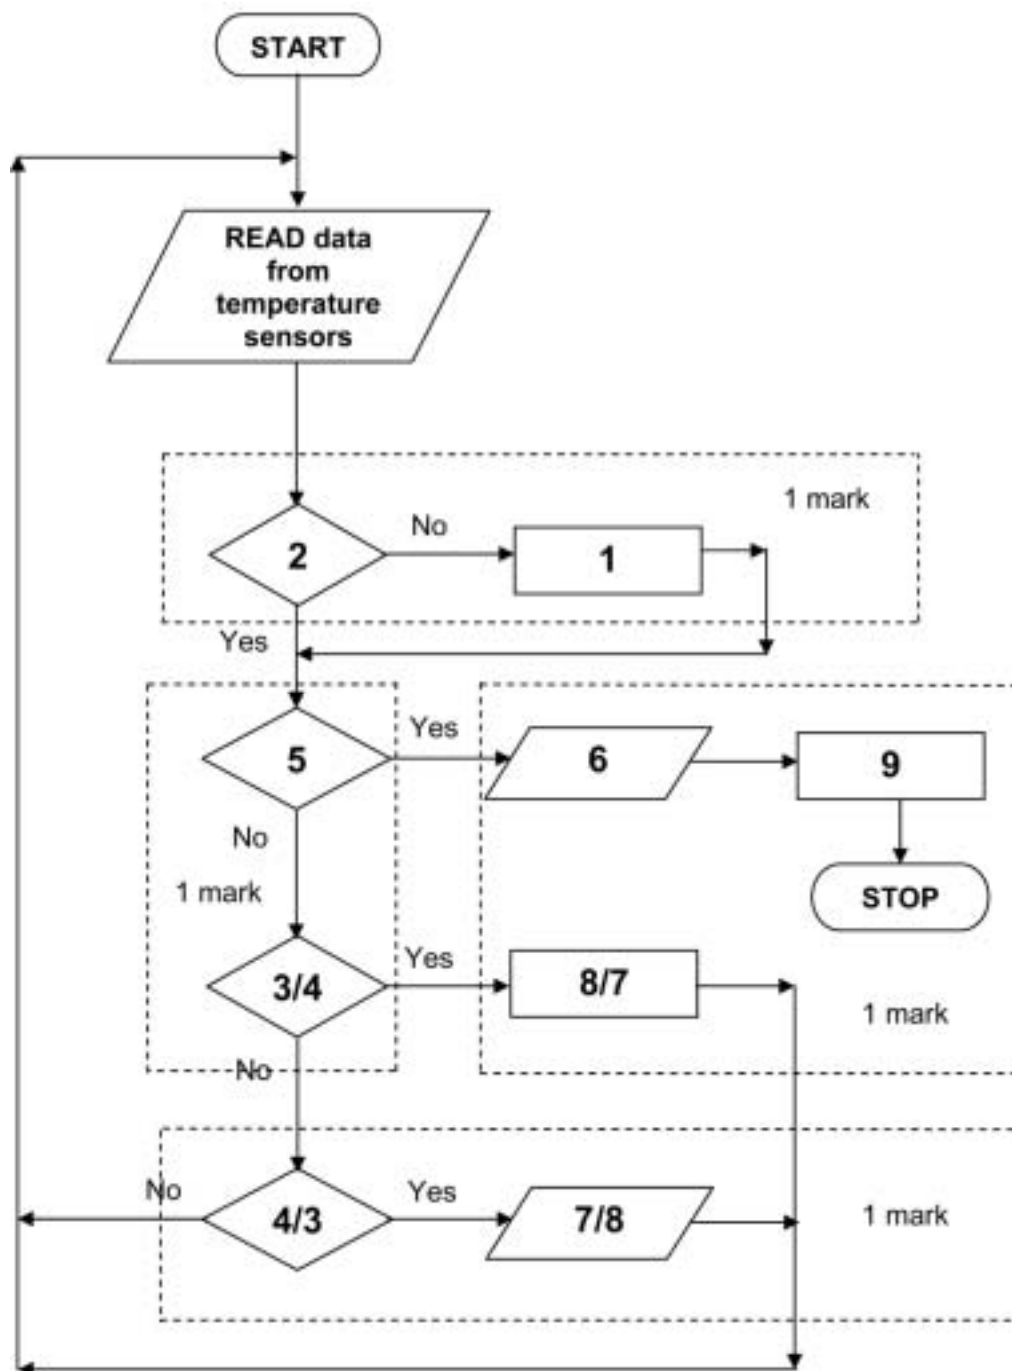 START
READ data
from
temperature
sensors
1 mark
No
2
1
Yes
5
Yes
6
9
No
1 mark
STOP
3/4
Yes
8/7
1 mark
No
No
4/3
Yes
7/8
1 mark